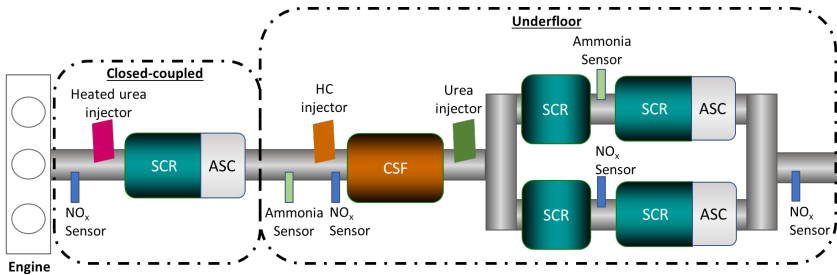 Underfloor
Closed-coupled
Ammonia
Sensor
Heated urea
injector
HC
injector
Urea
injector
SCR
SCR
ASC
SCR
ASC
CSF
NOx
Sensor
SCR
SCR
ASC
NOx
Sensor
Ammonia
Sensor
NOx
Sensor
NOx
Sensor
Engine